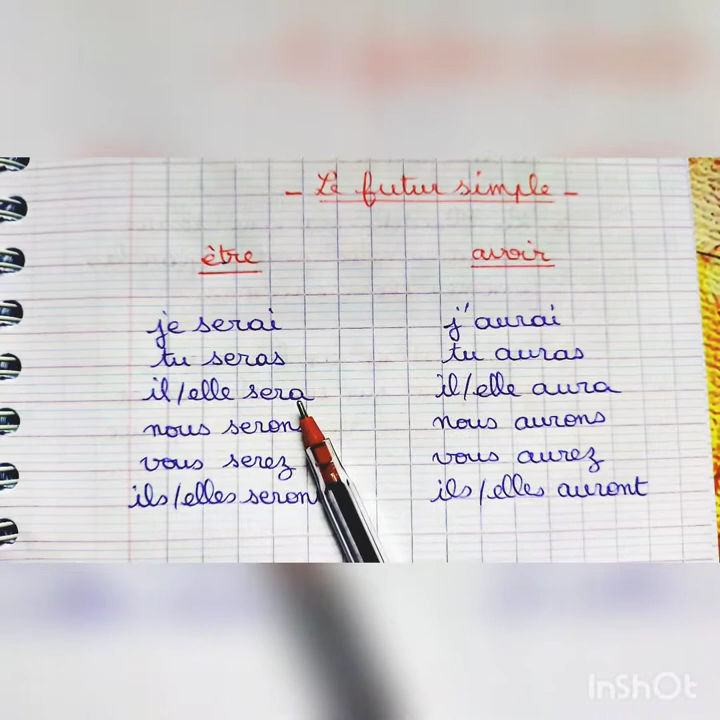 - Le futur simple -
être avoir
je serai j'aurai
tu seras tu auras
il/elle sera il/elle aura
nous serons nous aurons
vous serez vous aurez
ils/elles seron ils/elles auront
InShOt